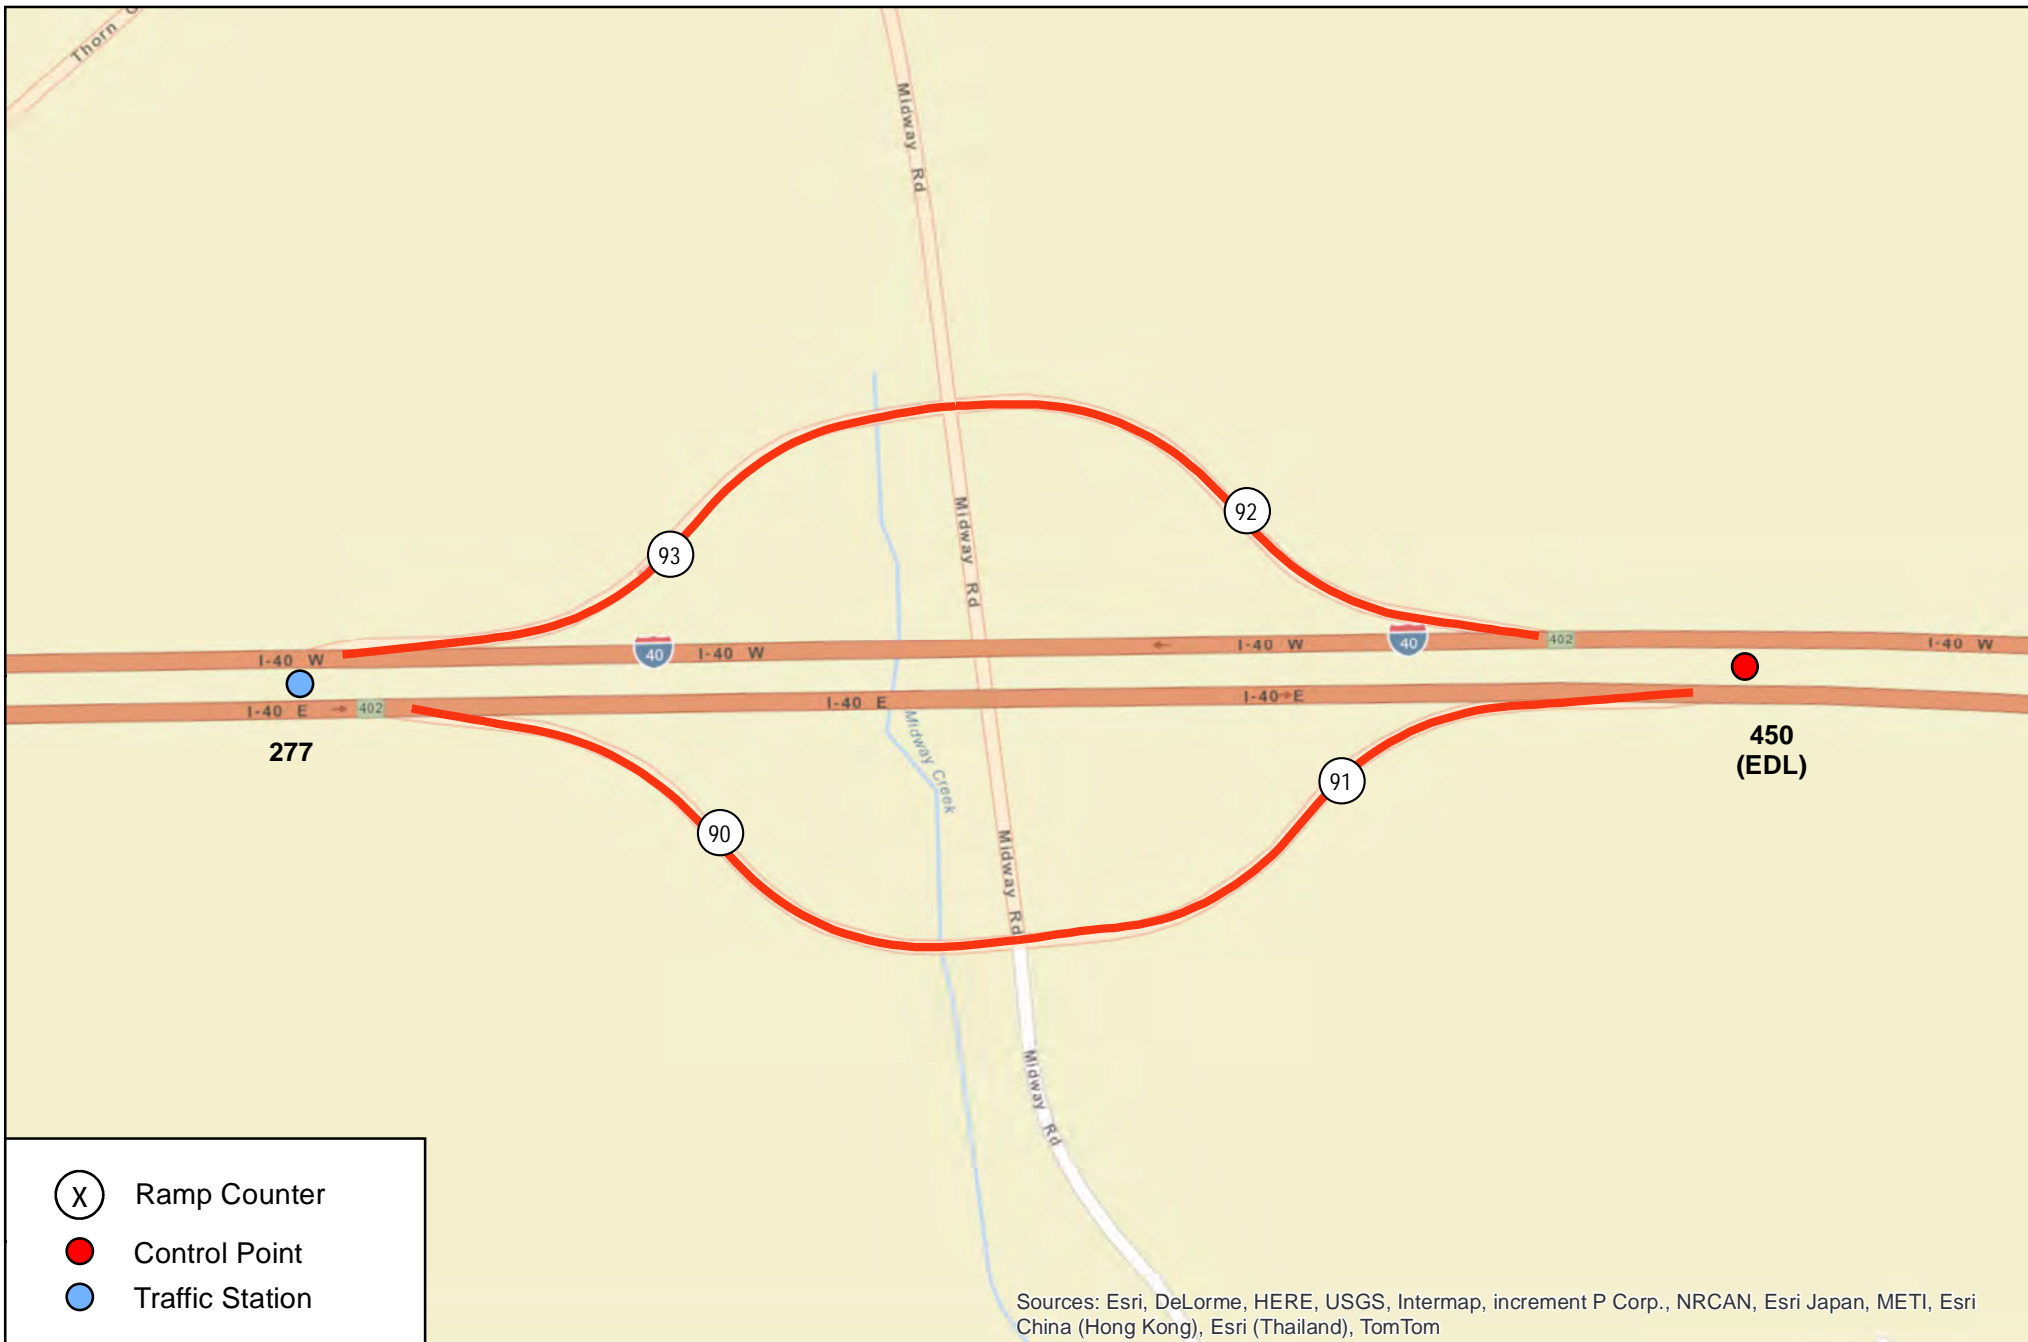 Thorn
Midway Rd
92
93
Midway Rd
40
40
402
I-40 W
I-40 W
I-40 W
I-40 W
I-40 E
402
I-40 E
I-40 E
277
450
(EDL)
Midway Creek
91
90
Midway Rd
Midway Rd
X Ramp Counter
Control Point
Traffic Station
Sources: Esri, DeLorme, HERE, USGS, Intermap, increment P Corp., NRCAN, Esri Japan, METI, Esri
China (Hong Kong), Esri (Thailand), TomTom